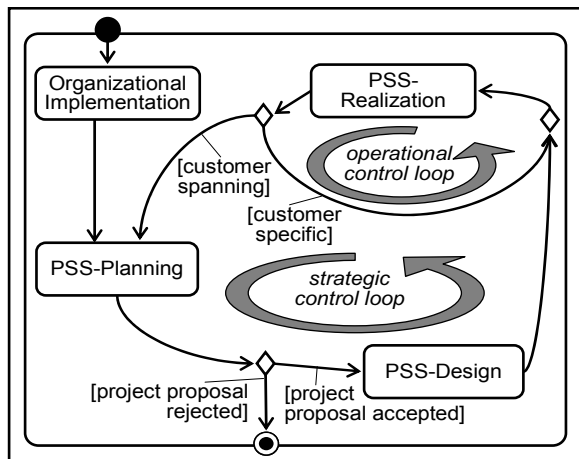 Organizational
Implementation
PSS-
Realization
operational
control loop
[customer
spanning]
[customer
specific]
PSS-Planning
strategic
control loop
PSS-Design
[project proposal
rejected]
[project
proposal accepted]